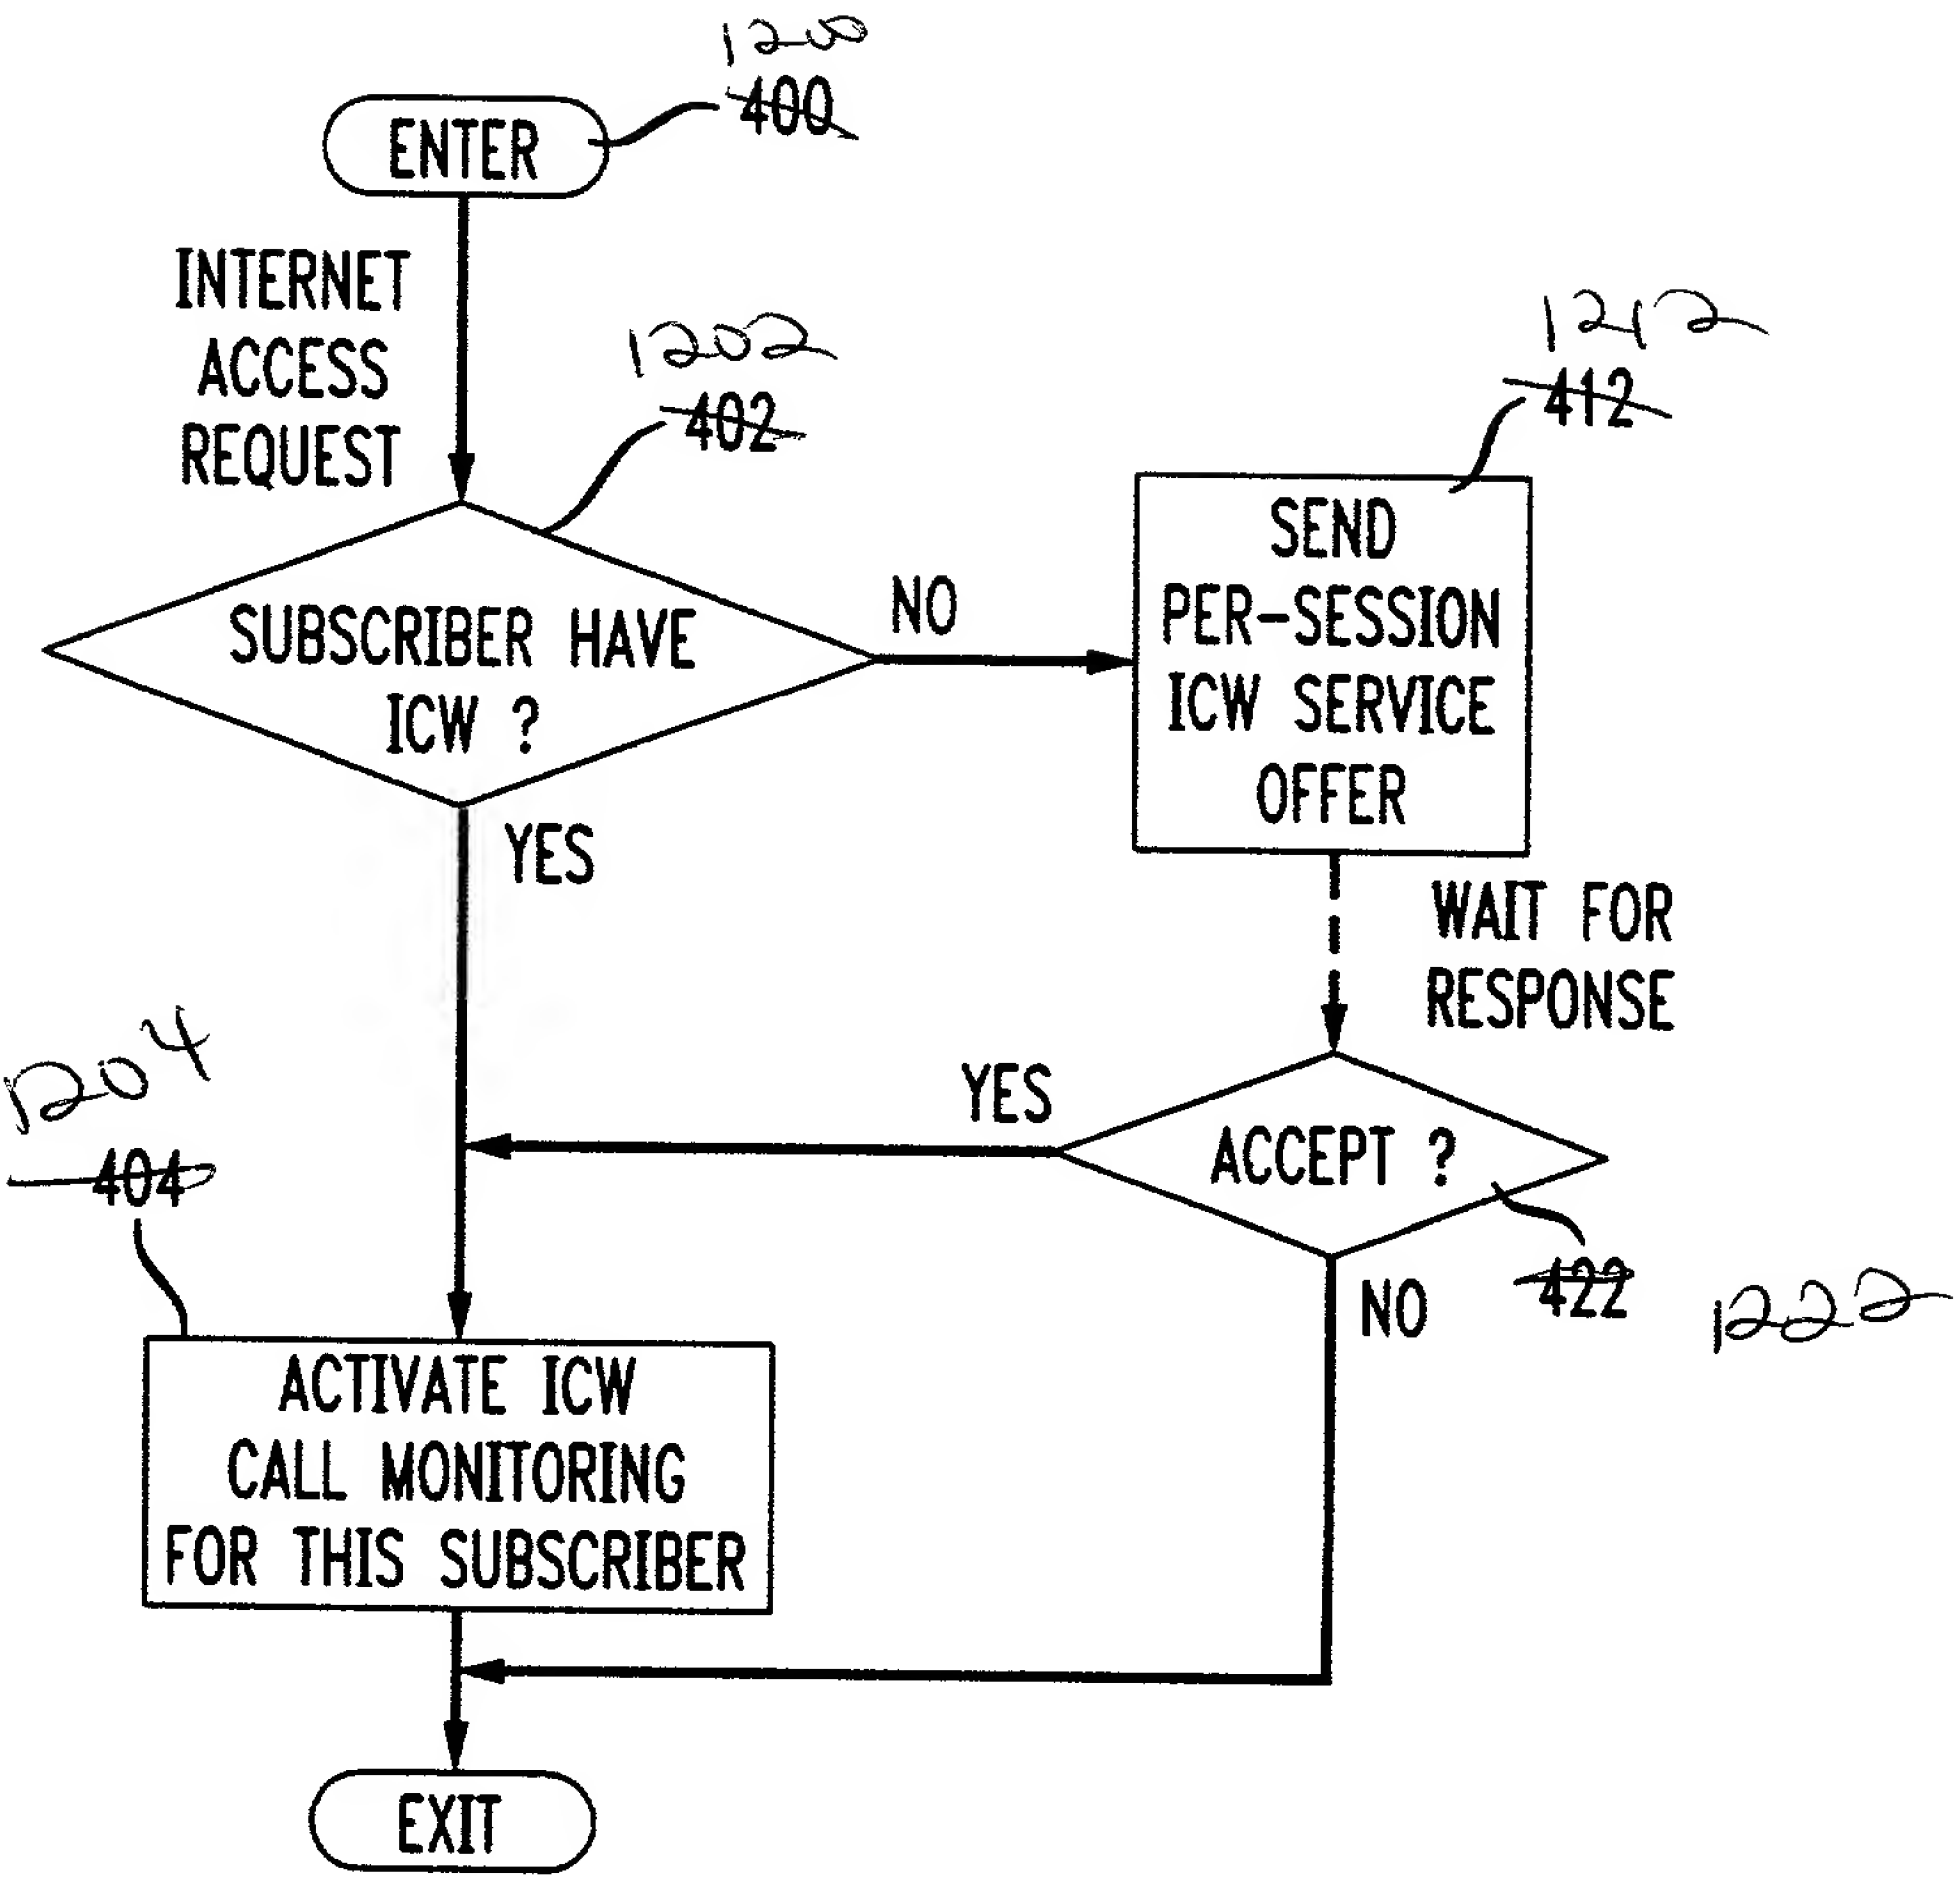 1200
400
ENTER
INTERNET
ACCESS
REQUEST
1202
402
SUBSCRIBER HAVE
ICW ?
NO
YES
1212
412
SEND
PER-SESSION
ICW SERVICE
OFFER
WAIT FOR
RESPONSE
YES
ACCEPT ?
422
1222
NO
1204
404
ACTIVATE ICW
CALL MONITORING
FOR THIS SUBSCRIBER
EXIT